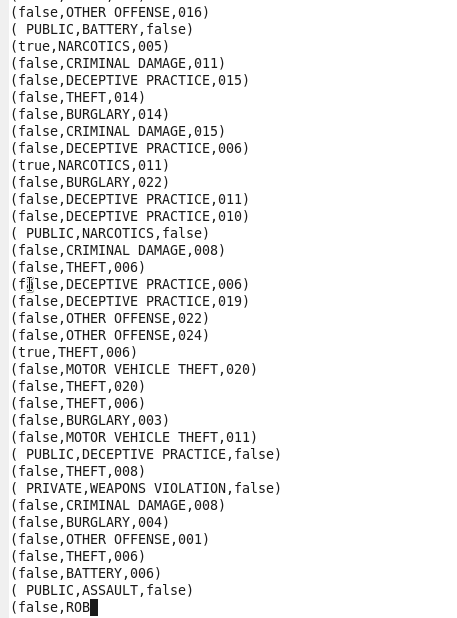 (false,OTHER OFFENSE,016)
( PUBLIC,BATTERY,false)
(true,NARCOTICS,005)
(false,CRIMINAL DAMAGE,011)
(false,DECEPTIVE PRACTICE,015)
(false,THEFT,014)
(false,BURGLARY,014)
(false,CRIMINAL DAMAGE,015)
(false,DECEPTIVE PRACTICE,006)
(true,NARCOTICS,011)
(false,BURGLARY,022)
(false,DECEPTIVE PRACTICE,011)
(false,DECEPTIVE PRACTICE,010)
( PUBLIC,NARCOTICS,false)
(false,CRIMINAL DAMAGE,008)
(false,THEFT,006)
(false,DECEPTIVE PRACTICE,006)
(false,DECEPTIVE PRACTICE,019)
(false,OTHER OFFENSE,022)
(false,OTHER OFFENSE,024)
(true,THEFT,006)
(false,MOTOR VEHICLE THEFT,020)
(false,THEFT,020)
(false,THEFT,006)
(false,BURGLARY,003)
(false,MOTOR VEHICLE THEFT,011)
( PUBLIC,DECEPTIVE PRACTICE,false)
(false,THEFT,008)
( PRIVATE,WEAPONS VIOLATION,false)
(false,CRIMINAL DAMAGE,008)
(false,BURGLARY,004)
(false,OTHER OFFENSE,001)
(false,THEFT,006)
(false,BATTERY,006)
( PUBLIC,ASSAULT,false)
(false,ROB